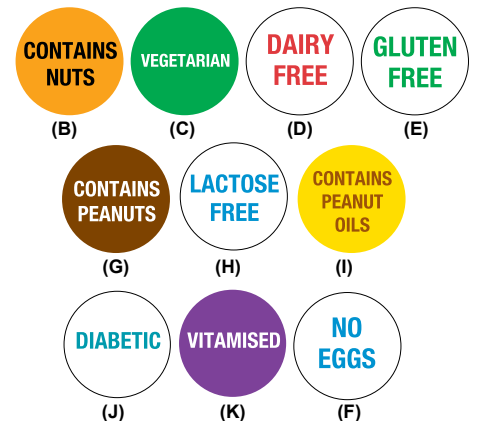 CONTAINS
NUTS
VEGETARIAN
DAIRY
FREE
GLUTEN
FREE
(B)
(C)
(D)
(E)
CONTAINS
PEANUTS
LACTOSE
FREE
CONTAINS
PEANUT
OILS
(G)
(H)
(I)
DIABETIC
VITAMISED
NO
EGGS
(J)
(K)
(F)